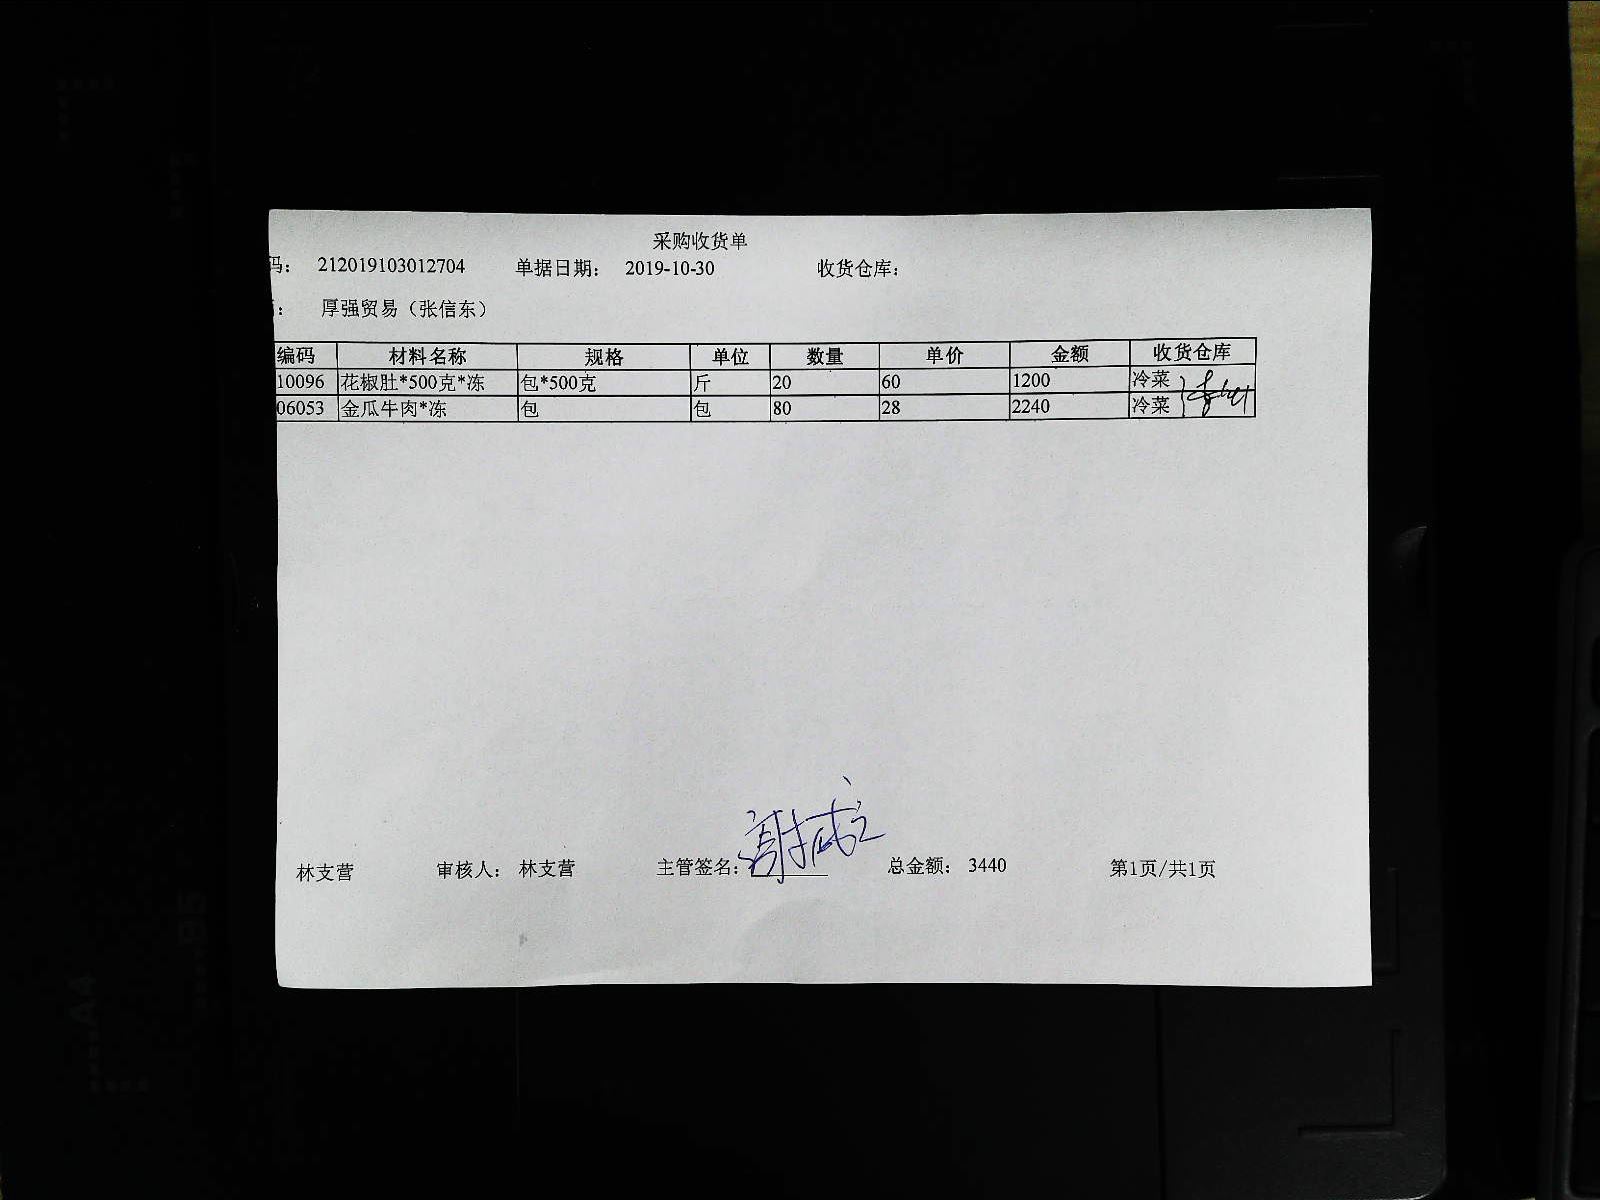 采购收货单
码： 212019103012704 单据日期： 2019-10-30 收货仓库：
： 厚强贸易（张信东）
编码 材料名称 规格 单位 数量 单价 金额 收货仓库
10096 花椒肚*500克*冻 包*500克 斤 20 60 1200 冷菜
06053 金瓜牛肉*冻 包 包 80 28 2240 冷菜
林支营 审核人： 林支营 主管签名： 总金额： 3440 第1页/共1页